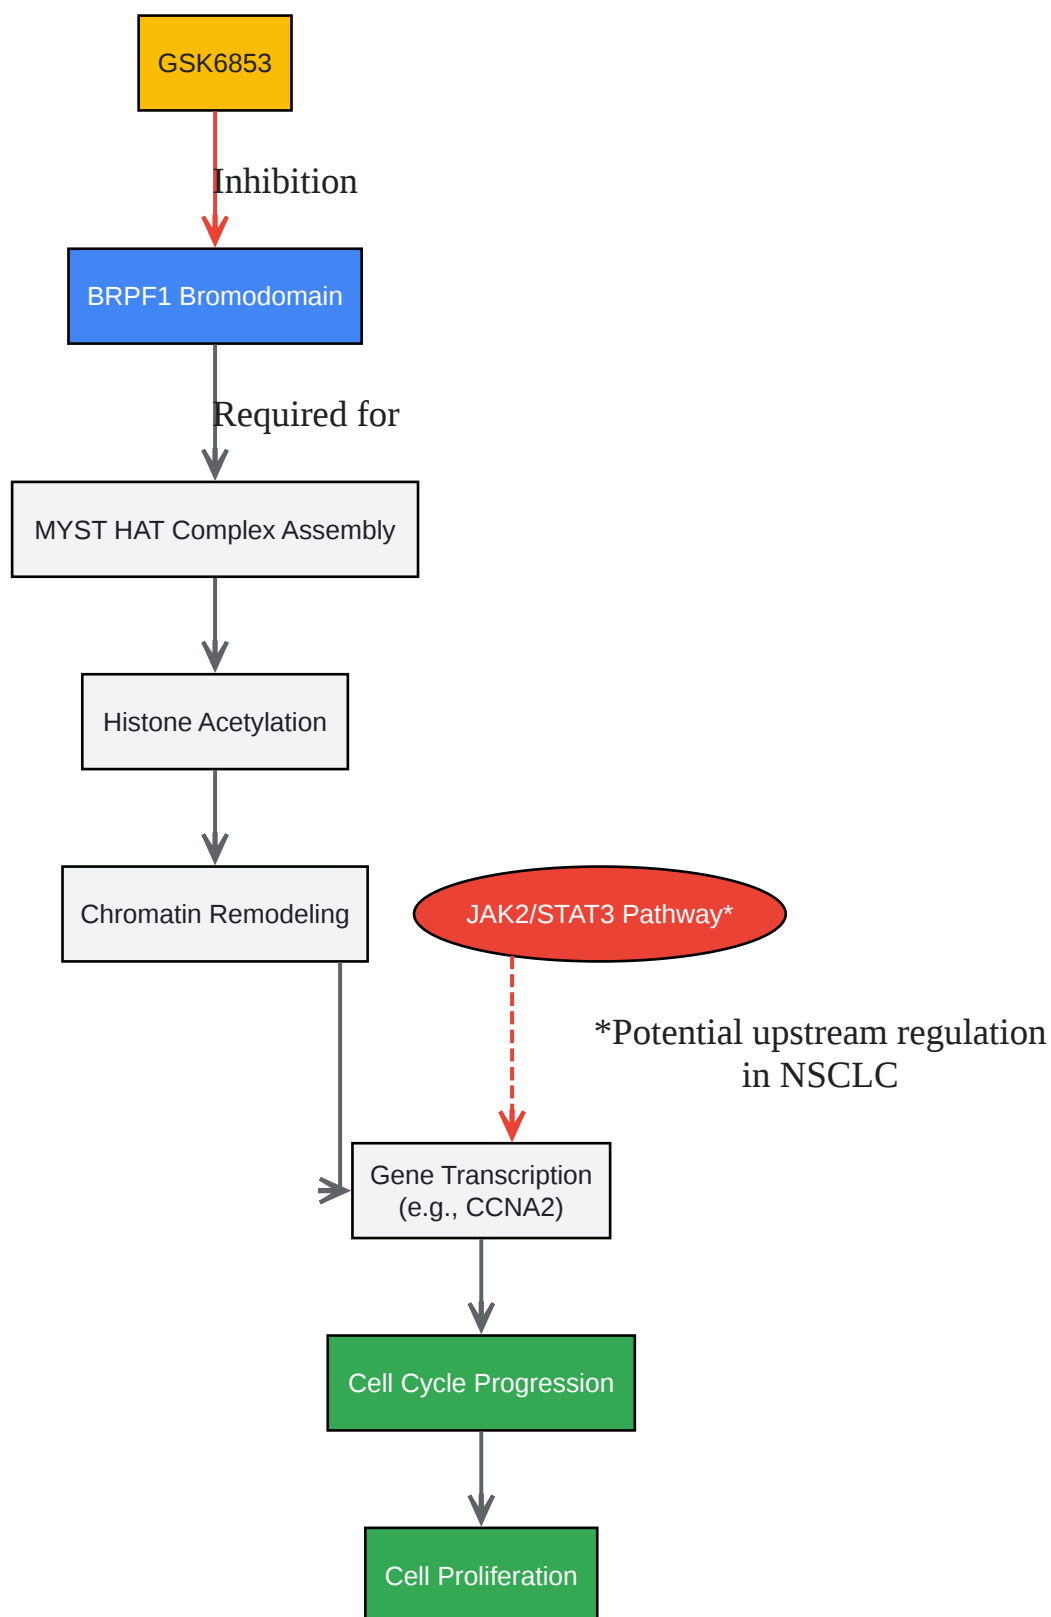 GSK6853
Inhibition
BRPF1 Bromodomain
Required for
MYST HAT Complex Assembly
Histone Acetylation
Chromatin Remodeling
JAK2/STAT3 Pathway*
*Potential upstream regulation
in NSCLC
Gene Transcription
(e.g., CCNA2)
Cell Cycle Progression
Cell Proliferation